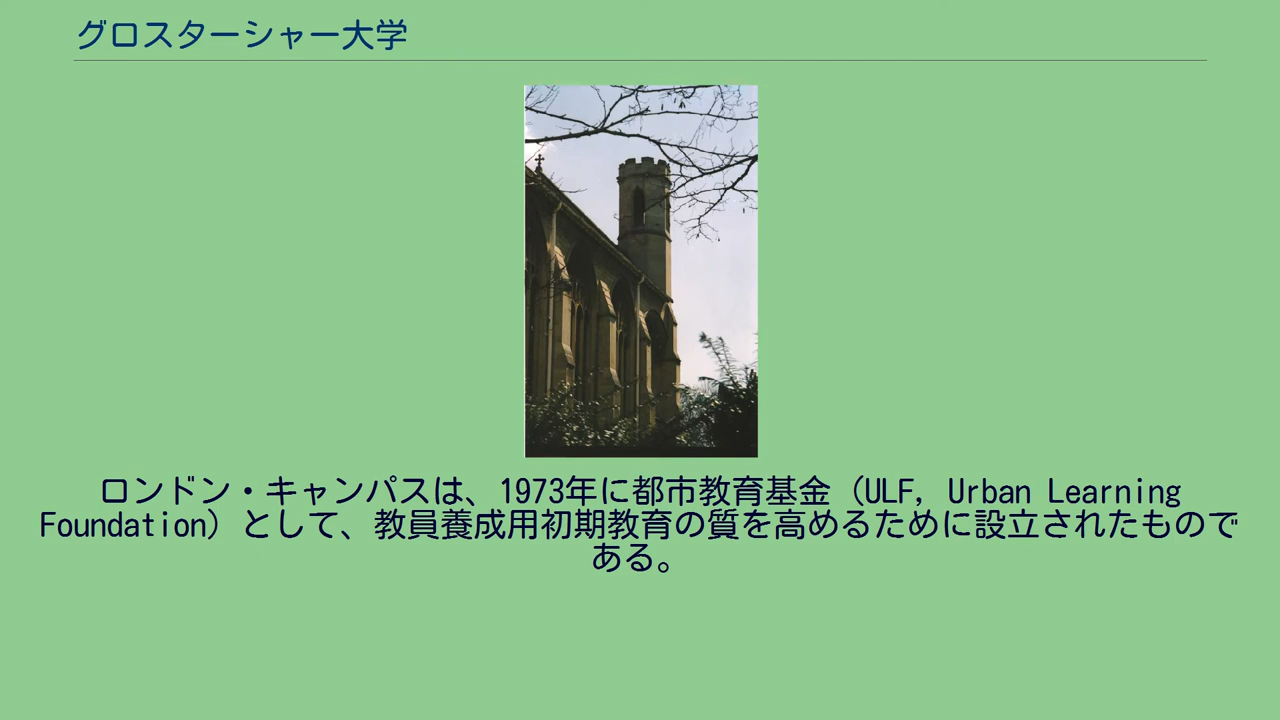 グロスターシャー大学
ロンドン・キャンパスは、1973年に都市教育基金（ULF, Urban Learning
Foundation）として、教員養成用初期教育の質を高めるために設立されたもので
ある。